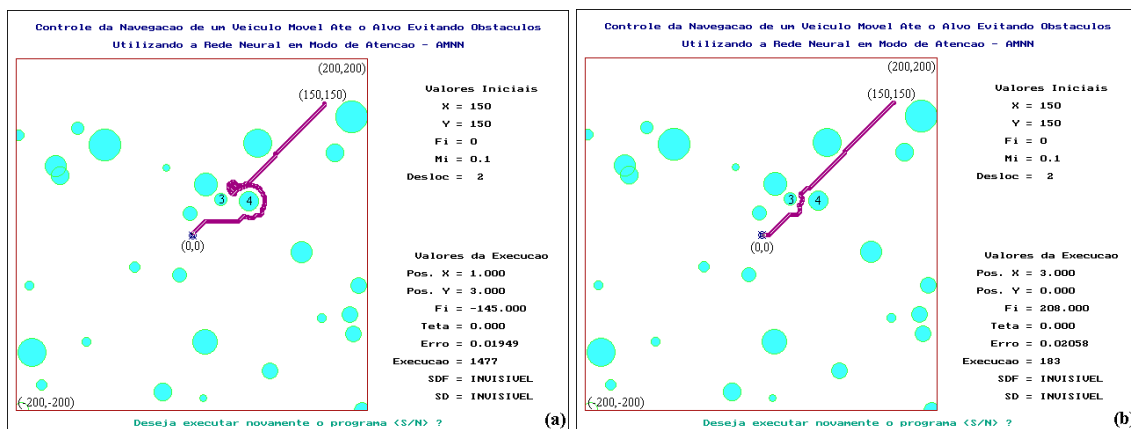 Controle da Navegacao de um Veiculo Movel Ate o Alvo Evitando Obstaculos
Utilizando a Rede Neural em Modo de Atencao - AMNN
(200,200)
(150,150)
3
4
(0,0)
(-200,-200)
Valores Iniciais
X = 150
Y = 150
Fi = 0
Mi = 0.1
Desloc = 2
Valores da Execucao
Pos. X = 1.000
Pos. Y = 3.000
Fi = -145.000
Teta = 0.000
Erro = 0.01949
Execucao = 1477
SDF = INVISIVEL
SD = INVISIVEL
Deseja executar novamente o programa <S/N> ?
(a)
Controle da Navegacao de um Veiculo Movel Ate o Alvo Evitando Obstaculos
Utilizando a Rede Neural em Modo de Atencao - AMNN
(200,200)
(150,150)
3
4
(0,0)
(-200,-200)
Valores Iniciais
X = 150
Y = 150
Fi = 0
Mi = 0.1
Desloc = 2
Valores da Execucao
Pos. X = 3.000
Pos. Y = 0.000
Fi = 208.000
Teta = 0.000
Erro = 0.02058
Execucao = 183
SDF = INVISIVEL
SD = INVISIVEL
Deseja executar novamente o programa <S/N> ?
(b)